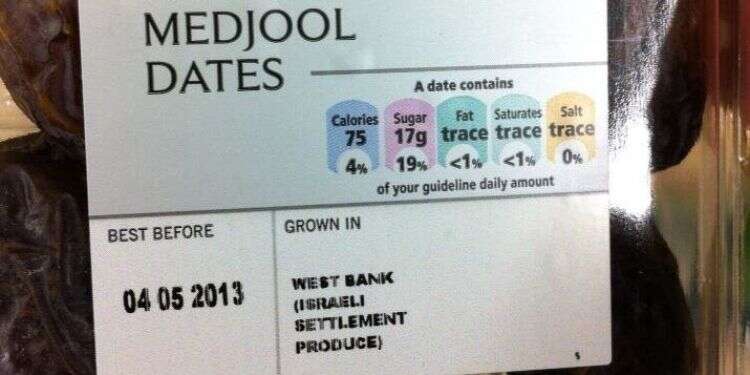 MEDJOOL
DATES
A date contains
Calories Sugar Fat Saturates Salt
75 17g trace trace trace
4% 19% <1% <1% 0%
of your guideline daily amount
BEST BEFORE
04 05 2013
GROWN IN
WEST BANK
(ISRAELI
SETTLEMENT
PRODUCE)
s